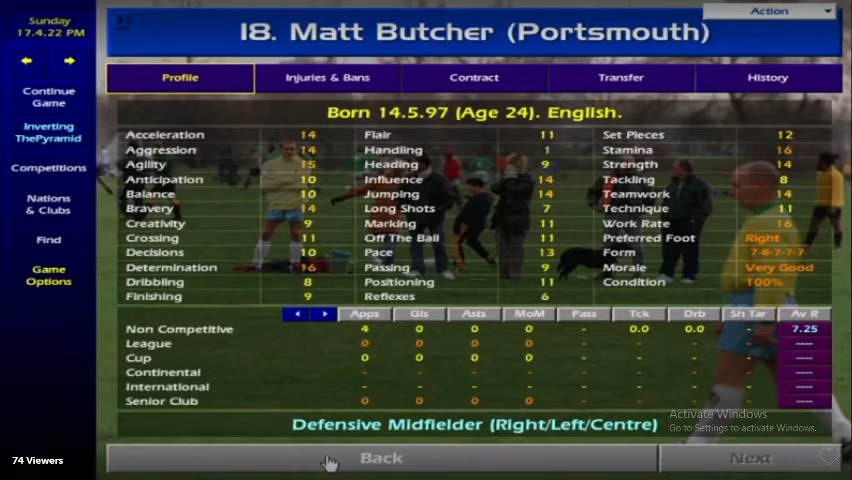 Sunday
17.4.22 PM
Continue
Game
Inverting
ThePyramid
Competitions
Nations
& Clubs
Find
Game
Options
74 Viewers
Action
18. Matt Butcher (Portsmouth)
Profile Injuries & Bans Contract Transfer History
Born 14.5.97 (Age 24). English.
Acceleration 14 Flair 11 Set Pieces 12
Aggression 14 Handling 1 Stamina 16
Agility 15 Heading 9 Strength 14
Anticipation 10 Influence 14 Tackling 8
Balance 10 Jumping 14 Teamwork 14
Bravery 14 Long Shots 7 Technique 11
Creativity 9 Marking 11 Work Rate 16
Crossing 11 Off The Ball 11 Preferred Foot Right
Decisions 10 Pace 13 Form 7-8-7-7-7
Determination 16 Passing 9 Morale Very Good
Dribbling 8 Positioning 11 Condition 100%
Finishing 9 Reflexes 6
Apps Gls Asts MoM Pass Tck Drb Sh Tar Av R
Non Competitive 4 0 0 0 - 0.0 0.0 - 7.25
League 0 0 0 0 - - - - ----
Cup 0 0 0 0 - - - - ----
Continental - - - - - - - - ----
International - - - - - - - - ----
Senior Club 0 0 0 0 - - - - ----
Defensive Midfielder (Right/Left/Centre)
Activate Windows
Go to Settings to activate Windows.
Back Next